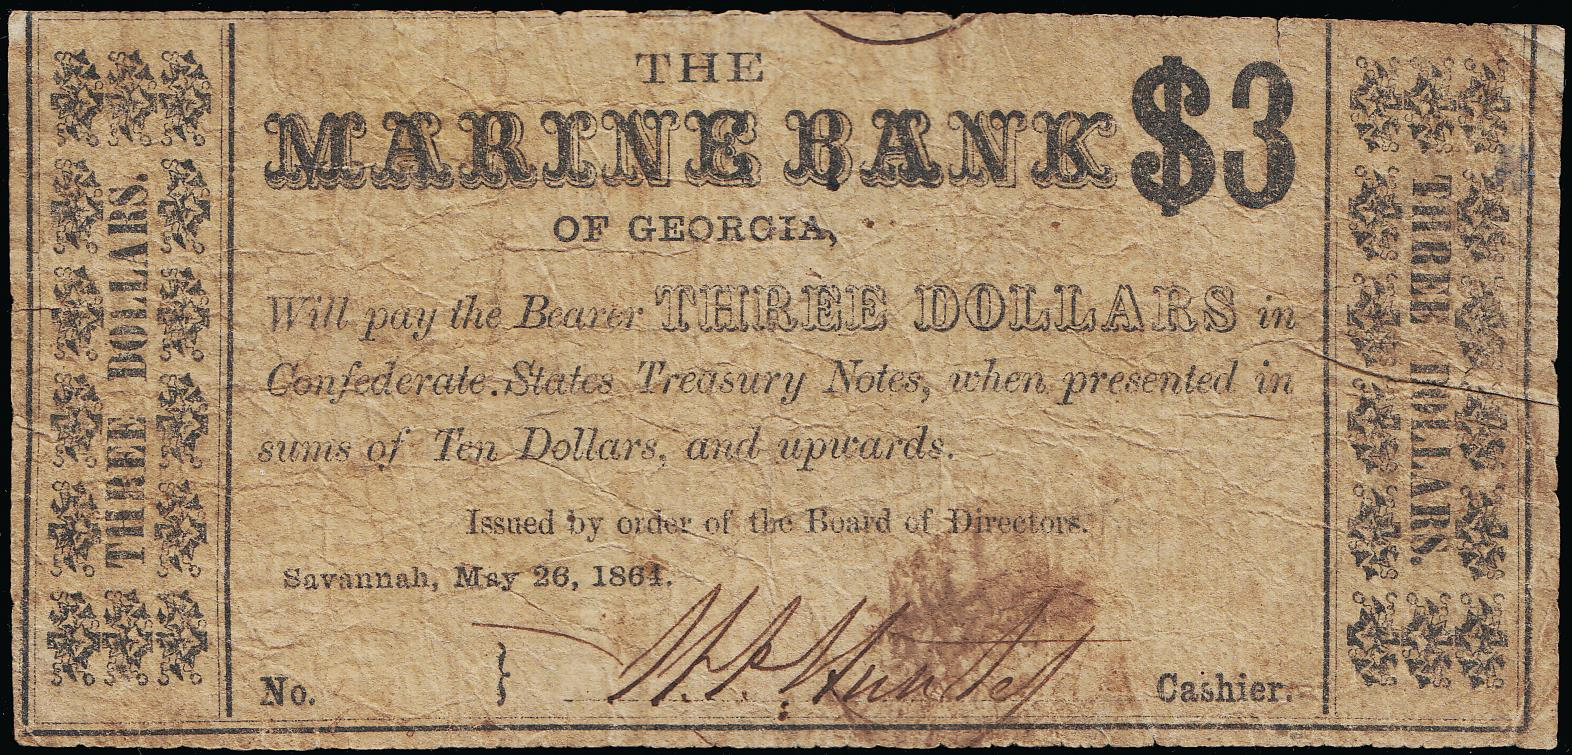 THE
MARINE BANK $3
OF GEORGIA,
Will pay the Bearer THREE DOLLARS in
Confederate States Treasury Notes, when presented in
sums of Ten Dollars, and upwards.
Issued by order of the Board of Directors.
Savannah, May 26, 1864.
No. } Cashier.
THREE DOLLARS.
THREE DOLLARS.